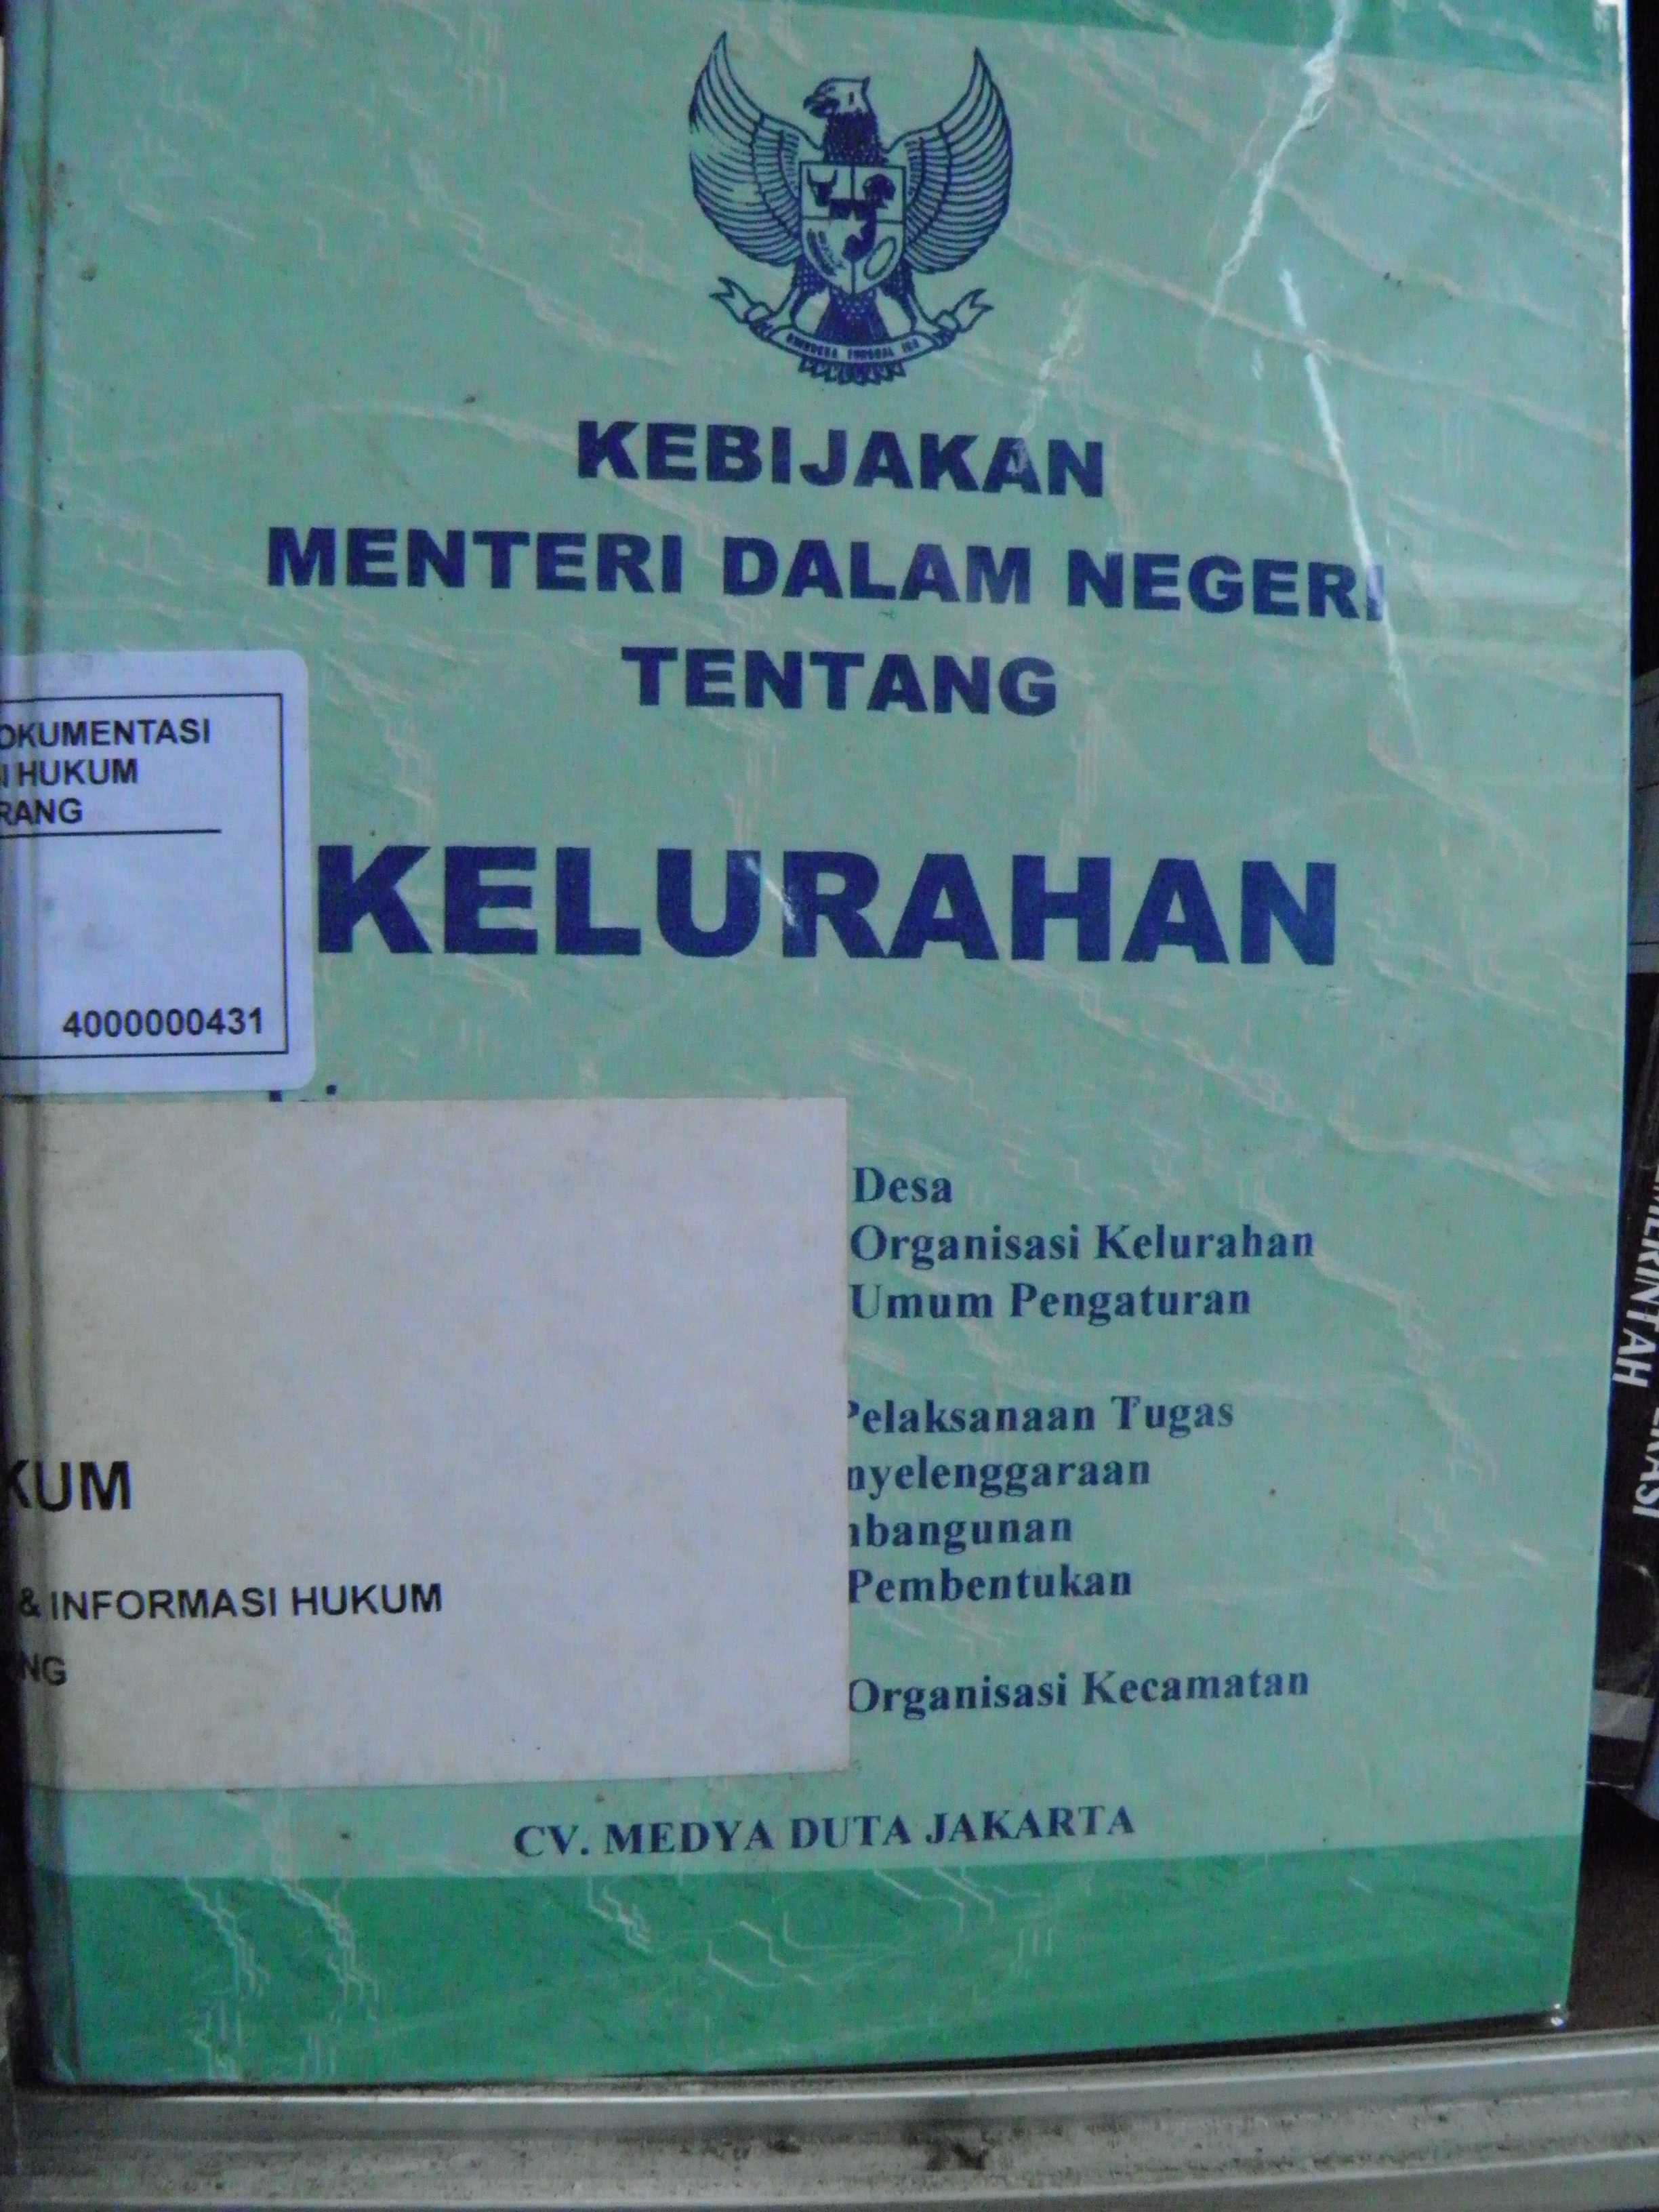 KEBIJAKAN
MENTERI DALAM NEGERI
TENTANG
OKUMENTASI
I HUKUM
RANG
KELURAHAN
4000000431
Desa
Organisasi Kelurahan
Umum Pengaturan
Pelaksanaan Tugas
nyelenggaraan
bangunan
KUM
Pembentukan
& INFORMASI HUKUM
NG
Organisasi Kecamatan
CV. MEDYA DUTA JAKARTA